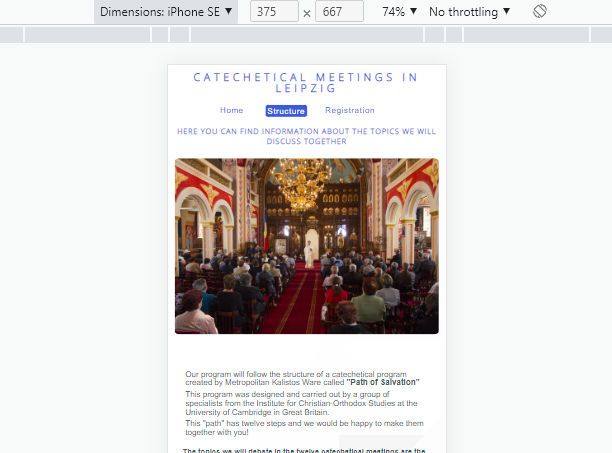 Dimensions: iPhone SE ▼ 375 × 667 74% ▼ No throttling ▼
CATECHETICAL MEETINGS IN
LEIPZIG
Home Structure Registration
HERE YOU CAN FIND INFORMATION ABOUT THE TOPICS WE WILL
DISCUSS TOGETHER
Our program will follow the structure of a catechetical program
created by Metropolitan Kalistos Ware called "Path of Salvation"
This program was designed and carried out by a group of
specialists from the Institute for Christian-Orthodox Studies at the
University of Cambridge in Great Britain.
This "path" has twelve steps and we would be happy to make them
together with you!
The topics we will debate in the twelve catechetical meetings are the